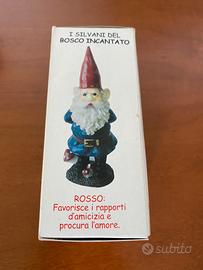 I SILVANI DEL
BOSCO INCANTATO
ROSSO:
Favorisce i rapporti
d'amicizia e
procura l'amore.
subito